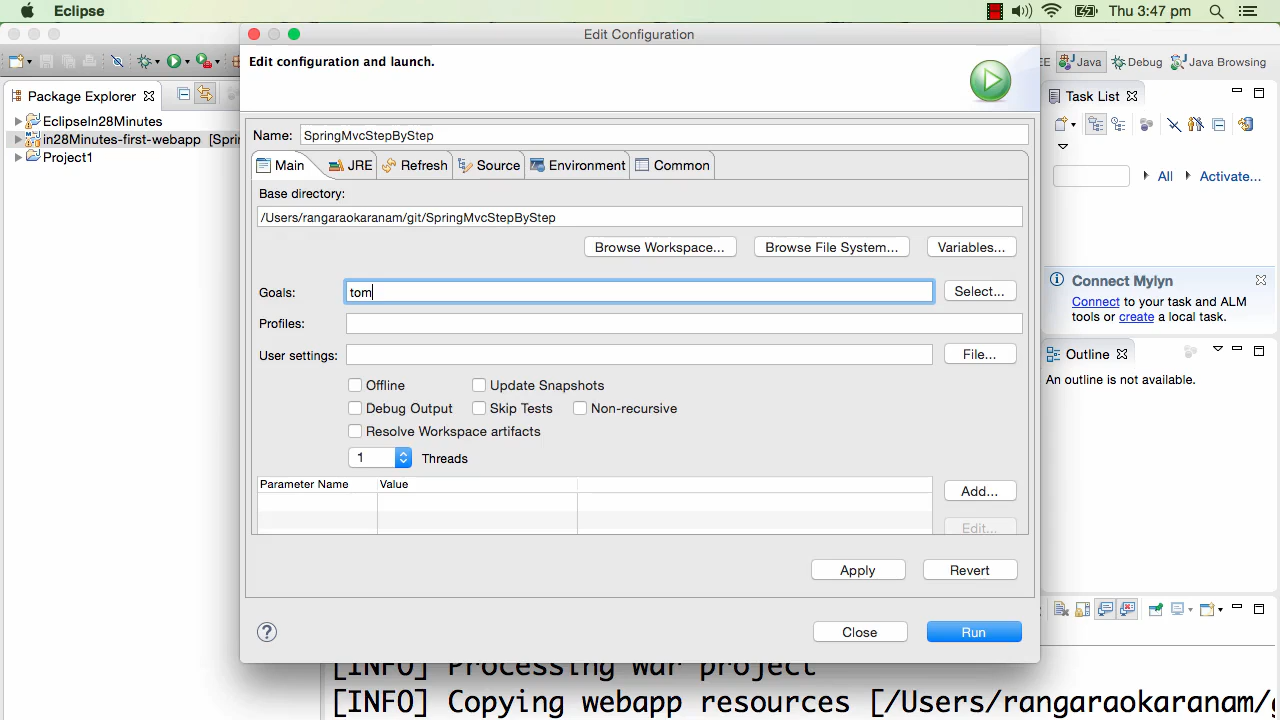 Eclipse
Thu 3:47 pm
Edit Configuration
Edit configuration and launch.
EE Java Debug Java Browsing
Package Explorer
Task List
EclipseIn28Minutes
in28Minutes-first-webapp [Spri
Project1
Name: SpringMvcStepByStep
Main JRE Refresh Source Environment Common
Base directory:
/Users/rangaraokaranam/git/SpringMvcStepByStep
Browse Workspace... Browse File System... Variables...
Goals: tom Select...
Profiles:
User settings: File...
Offline Update Snapshots
Debug Output Skip Tests Non-recursive
Resolve Workspace artifacts
1 Threads
Parameter Name Value
Add...
Edit...
Apply Revert
? Close Run
All Activate...
Connect Mylyn
Connect to your task and ALM
tools or create a local task.
Outline
An outline is not available.
[INFO] Processing war project
[INFO] Copying webapp resources [/Users/rangaraokaranam/g